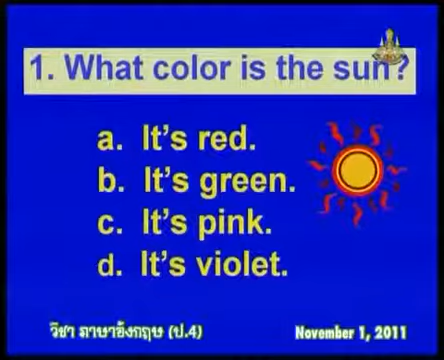 1. What color is the sun?
a. It's red.
b. It's green.
c. It's pink.
d. It's violet.
วิชา ภาษาอังกฤษ (ป.4)
November 1, 2011